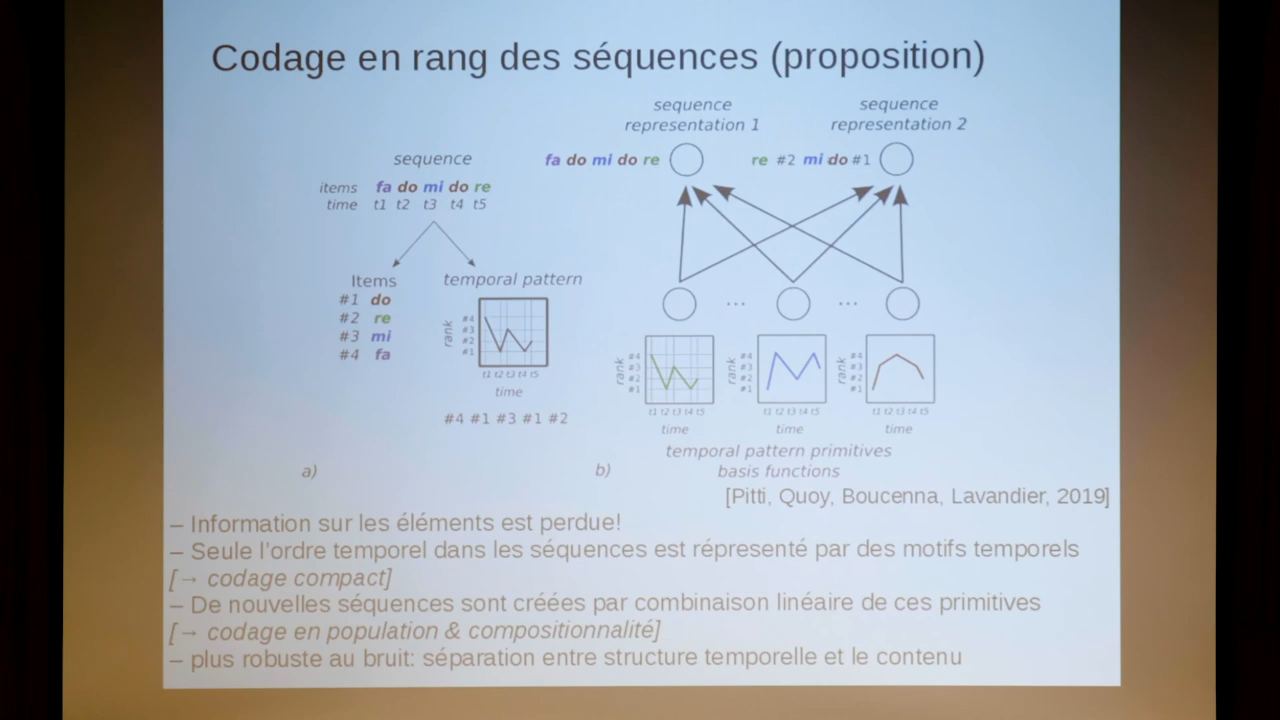 Codage en rang des séquences (proposition)
sequence
items fa do mi do re
time t1 t2 t3 t4 t5
Items
#1 do
#2 re
#3 mi
#4 fa
temporal pattern
rank
#4
#3
#2
#1
t1 t2 t3 t4 t5
time
#4 #1 #3 #1 #2
a)
sequence
representation 1
sequence
representation 2
fa do mi do re
re #2 mi do #1
... ...
rank
#4
#3
#2
#1
t1 t2 t3 t4 t5
time
rank
#4
#3
#2
#1
t1 t2 t3 t4 t5
time
rank
#4
#3
#2
#1
t1 t2 t3 t4 t5
time
temporal pattern primitives
basis functions
b)
[Pitti, Quoy, Boucenna, Lavandier, 2019]
– Information sur les éléments est perdue!
– Seule l'ordre temporel dans les séquences est répresenté par des motifs temporels
[→ codage compact]
– De nouvelles séquences sont créées par combinaison linéaire de ces primitives
[→ codage en population & compositionnalité]
– plus robuste au bruit: séparation entre structure temporelle et le contenu